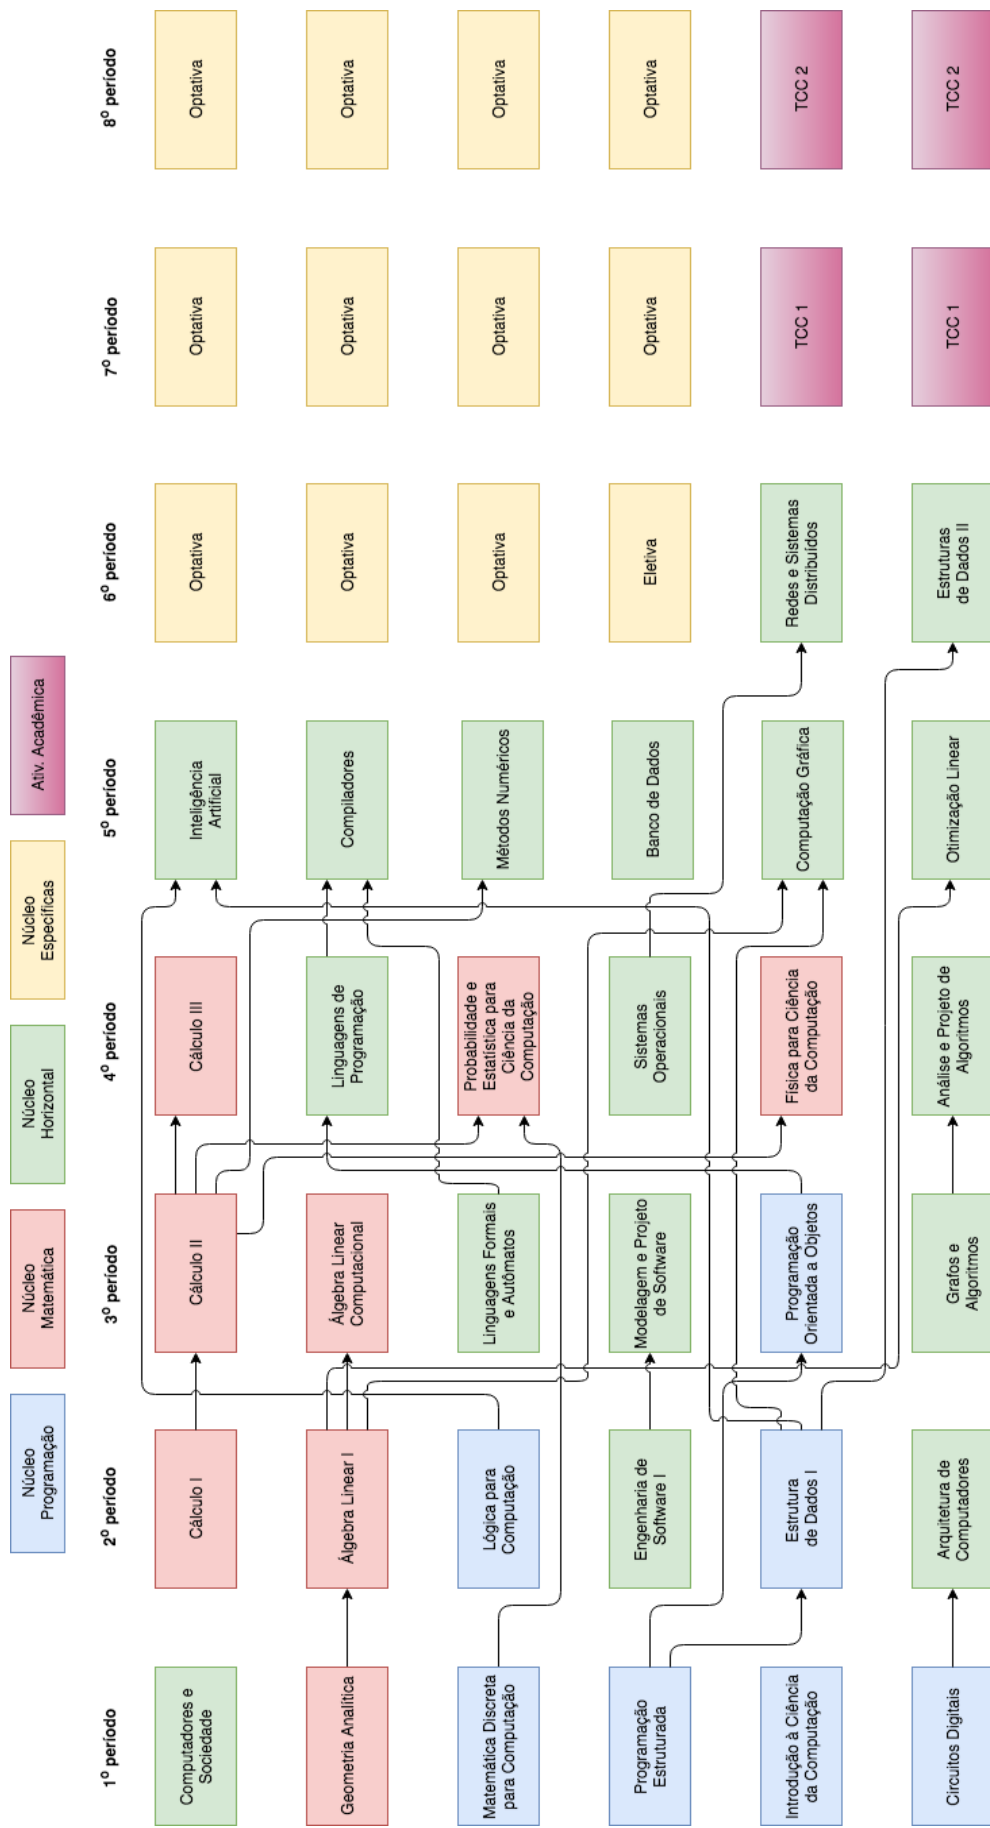 Núcleo
Programação
Núcleo
Matemática
Núcleo
Horizontal
Núcleo
Específicas
Ativ. Acadêmica
1º período
2º período
3º período
4º período
5º período
6º período
7º período
8º período
Computadores e
Sociedade
Cálculo I
Cálculo II
Cálculo III
Inteligência
Artificial
Optativa
Optativa
Optativa
Geometria Analítica
Álgebra Linear I
Álgebra Linear
Computacional
Linguagens de
Programação
Compiladores
Optativa
Optativa
Optativa
Matemática Discreta
para Computação
Lógica para
Computação
Linguagens Formais
e Autômatos
Probabilidade e
Estatística para
Ciência da
Computação
Métodos Numéricos
Optativa
Optativa
Optativa
Programação
Estruturada
Engenharia de
Software I
Modelagem e Projeto
de Software
Sistemas
Operacionais
Banco de Dados
Eletiva
Optativa
Optativa
Introdução à Ciência
da Computação
Estrutura
de Dados I
Programação
Orientada a Objetos
Física para Ciência
da Computação
Computação Gráfica
Redes e Sistemas
Distribuídos
TCC 1
TCC 2
Circuitos Digitais
Arquitetura de
Computadores
Grafos e
Algoritmos
Análise e Projeto de
Algoritmos
Otimização Linear
Estruturas
de Dados II
TCC 1
TCC 2